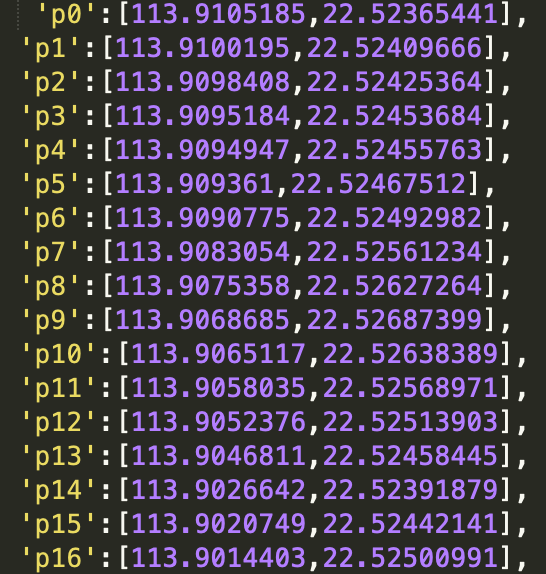 'p0':[113.9105185,22.52365441],
'p1':[113.9100195,22.52409666],
'p2':[113.9098408,22.52425364],
'p3':[113.9095184,22.52453684],
'p4':[113.9094947,22.52455763],
'p5':[113.909361,22.52467512],
'p6':[113.9090775,22.52492982],
'p7':[113.9083054,22.52561234],
'p8':[113.9075358,22.52627264],
'p9':[113.9068685,22.52687399],
'p10':[113.9065117,22.52638389],
'p11':[113.9058035,22.52568971],
'p12':[113.9052376,22.52513903],
'p13':[113.9046811,22.52458445],
'p14':[113.9026642,22.52391879],
'p15':[113.9020749,22.52442141],
'p16':[113.9014403,22.52500991],